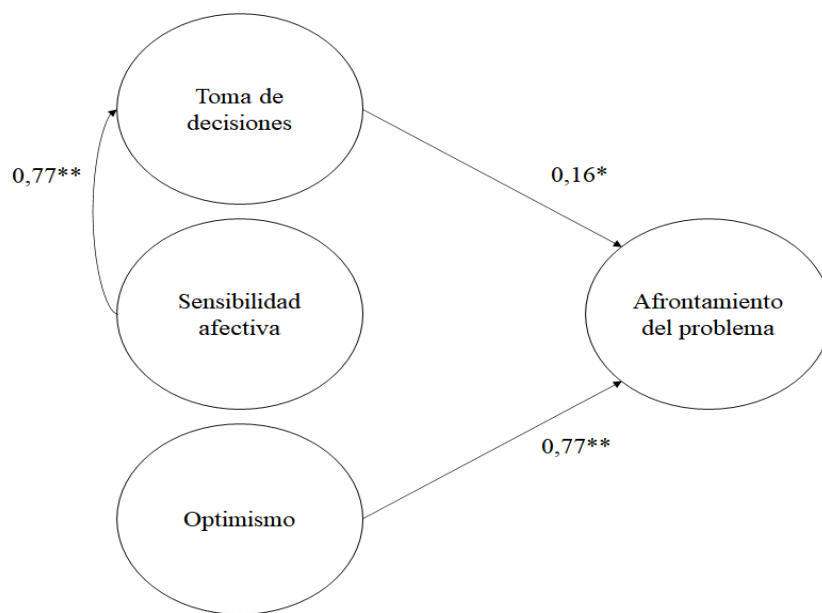 Toma de
decisiones
0,77**
0,16*
Sensibilidad
afectiva
Afrontamiento
del problema
0,77**
Optimismo